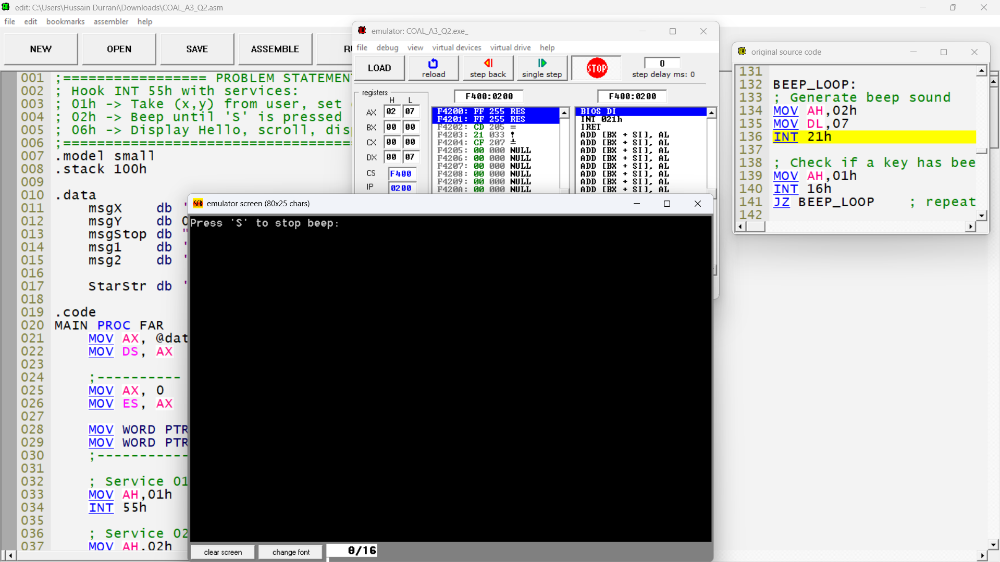 edit: C:\Users\Hussain Durrani\Downloads\COAL_A3_Q2.asm
file edit bookmarks assembler help
NEW OPEN SAVE ASSEMBLE
001 ;================= PROBLEM STATEMENT
002 ; Hook INT 55h with services:
003 ; 01h -> Take (x,y) from user, set
004 ; 02h -> Beep until 'S' is pressed
005 ; 06h -> Display Hello, scroll, dis
006 ;===================================
007 .model small
008 .stack 100h
009
010 .data
011 msgX db '
012 msgY db 0
013 msgStop db "
014 msg1 db '
015 msg2 db '
016
017 StarStr db '
018
019 .code
020 MAIN PROC FAR
021 MOV AX, @dat
022 MOV DS, AX
023
024 ;----------
025 MOV AX, 0
026 MOV ES, AX
027
028 MOV WORD PTR
029 MOV WORD PTR
030 ;-----------
031
032 ; Service 01
033 MOV AH,01h
034 INT 55h
035
036 ; Service 02
037 MOV AH,02h
emulator: COAL_A3_Q2.exe_
file debug view virtual devices virtual drive help
LOAD reload step back single step STOP 0
step delay ms: 0
registers F400:0200 F400:0200
H L
AX 02 07
BX 00 00
CX 00 00
DX 00 07
CS F400
IP 0200
F4200: FF 255 RES
F4201: FF 255 RES
F4202: CD 205 =
F4203: 21 033 !
F4204: CF 207 ╧
F4205: 00 000 NULL
F4206: 00 000 NULL
F4207: 00 000 NULL
F4208: 00 000 NULL
F4209: 00 000 NULL
F420A: 00 000 NULL
BIOS DI
INT 021h
IRET
ADD [BX + SI], AL
ADD [BX + SI], AL
ADD [BX + SI], AL
ADD [BX + SI], AL
ADD [BX + SI], AL
ADD [BX + SI], AL
ADD [BX + SI], AL
ADD [BX + SI], AL
original source code
131
132 BEEP_LOOP:
133 ; Generate beep sound
134 MOV AH,02h
135 MOV DL,07
136 INT 21h
137
138 ; Check if a key has bee
139 MOV AH,01h
140 INT 16h
141 JZ BEEP_LOOP ; repeat
142
SCR emulator screen (80x25 chars)
Press 'S' to stop beep:
clear screen change font 0/16